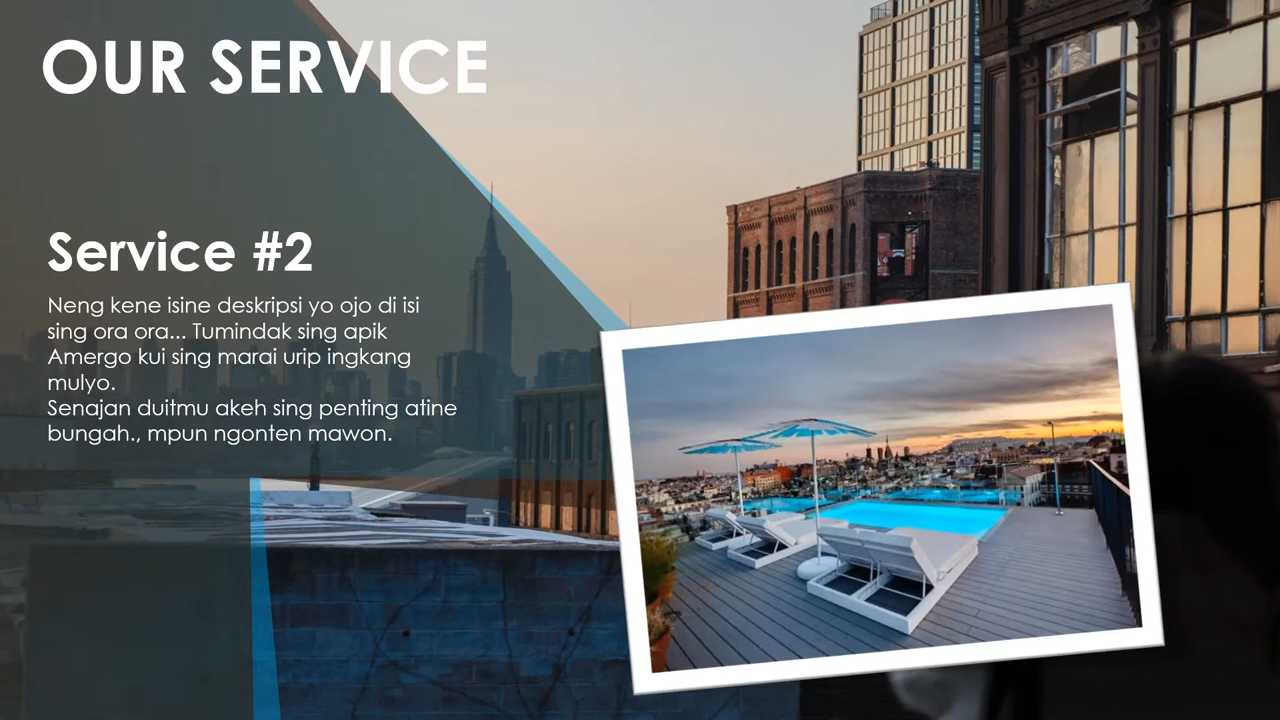 OUR SERVICE
Service #2
Neng kene isine deskripsi yo ojo di isi
sing ora ora... Tumindak sing apik
Amergo kui sing marai urip ingkang
mulyo.
Senajan duitmu akeh sing penting atine
bungah., mpun ngonten mawon.